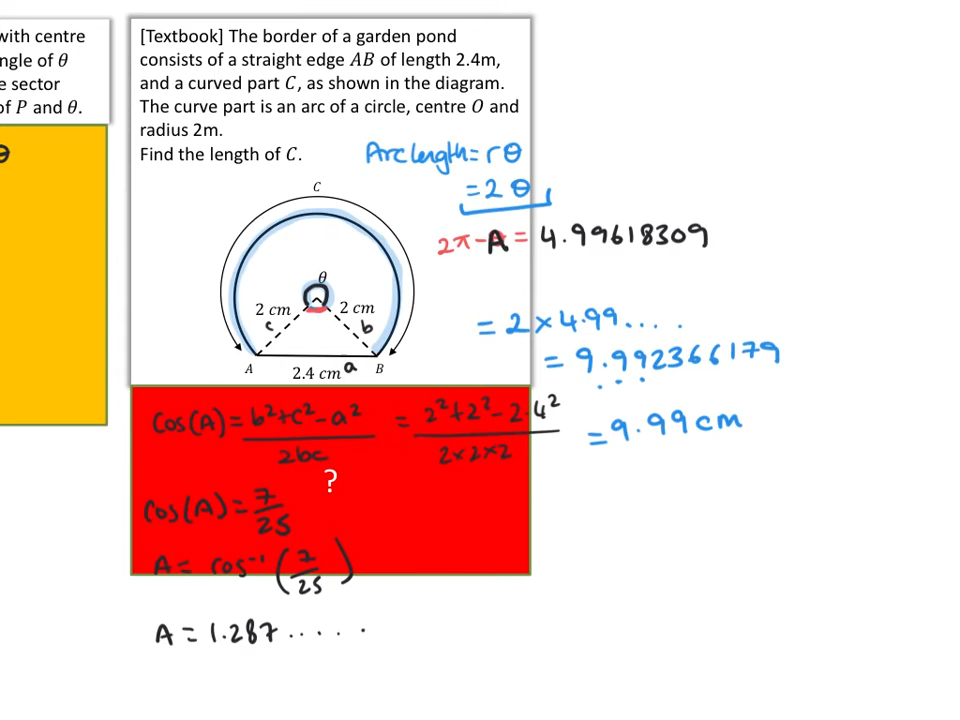 with centre
ngle of θ
e sector
of P and θ.
θ
[Textbook] The border of a garden pond
consists of a straight edge AB of length 2.4m,
and a curved part C, as shown in the diagram.
The curve part is an arc of a circle, centre O and
radius 2m.
Find the length of C.
Arc length = rθ
= 2 θ
2π - A = 4.99618309
C
θ
2 cm
2 cm
c
b
A
B
2.4 cm a
= 2 × 4.99....
= 9.992366179
...
= 9.99 cm
Cos(A) = b²+c²-a² / 2bc = 2²+2²-2.4² / 2×2×2
?
Cos(A) = 7/25
A = cos⁻¹ (7/25)
A = 1.287.....